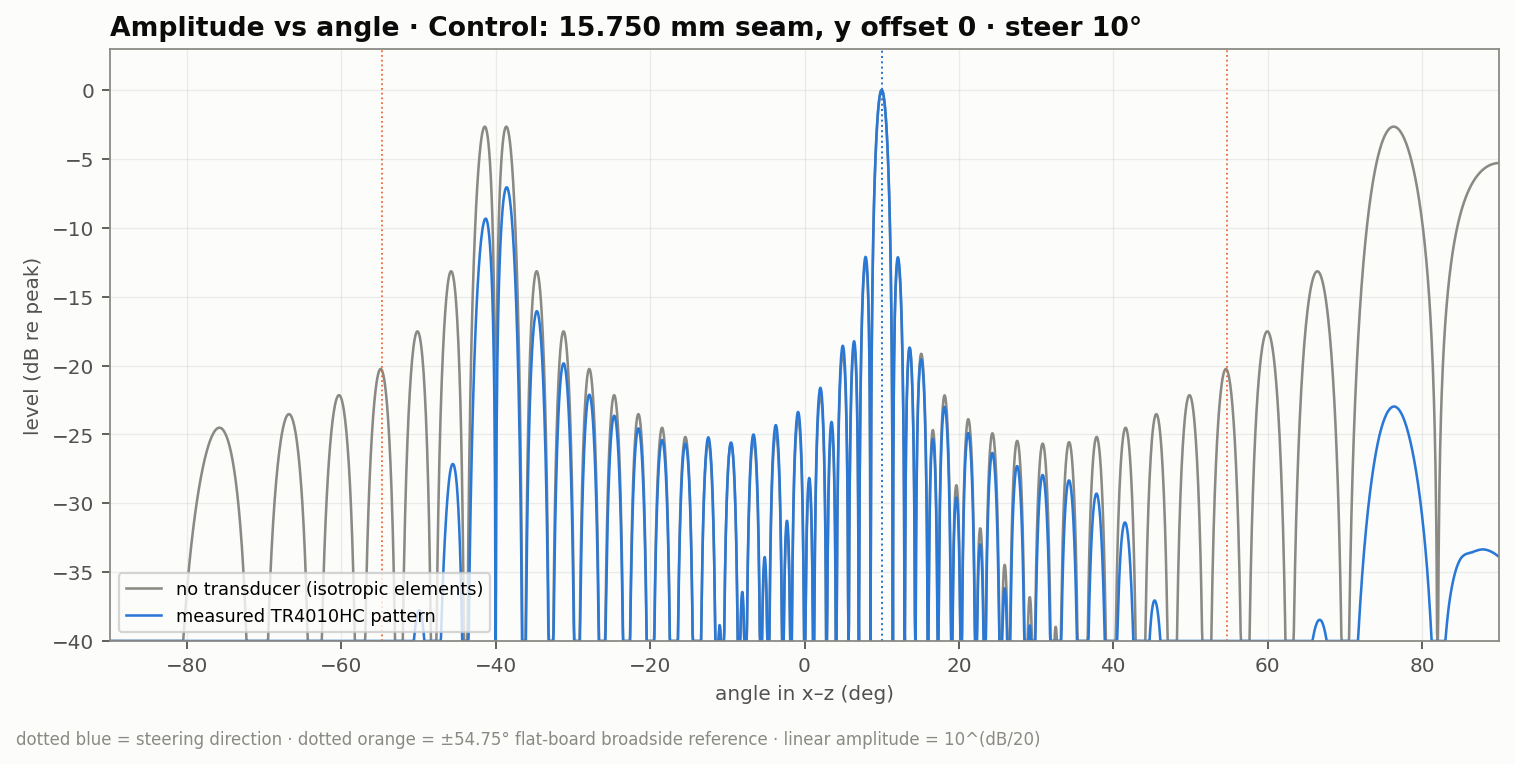 Amplitude vs angle · Control: 15.750 mm seam, y offset 0 · steer 10°
level (dB re peak)
0
−5
−10
−15
−20
−25
−30
−35
−40
no transducer (isotropic elements)
measured TR4010HC pattern
−80 −60 −40 −20 0 20 40 60 80
angle in x–z (deg)
dotted blue = steering direction · dotted orange = ±54.75° flat-board broadside reference · linear amplitude = 10^(dB/20)